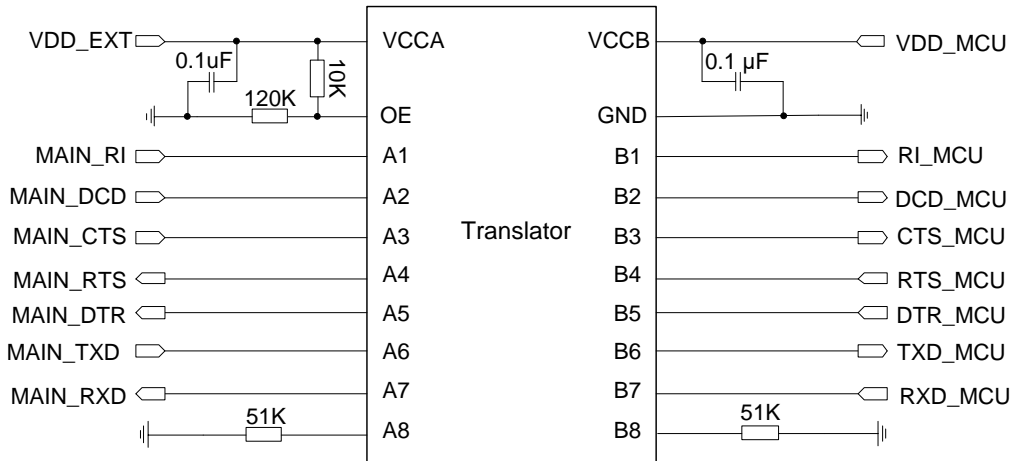 VDD_EXT VCCA VCCB VDD_MCU
0.1uF 10K 0.1 µF
120K OE GND
MAIN_RI A1 B1 RI_MCU
MAIN_DCD A2 B2 DCD_MCU
MAIN_CTS A3 Translator B3 CTS_MCU
MAIN_RTS A4 B4 RTS_MCU
MAIN_DTR A5 B5 DTR_MCU
MAIN_TXD A6 B6 TXD_MCU
MAIN_RXD A7 B7 RXD_MCU
51K A8 B8 51K